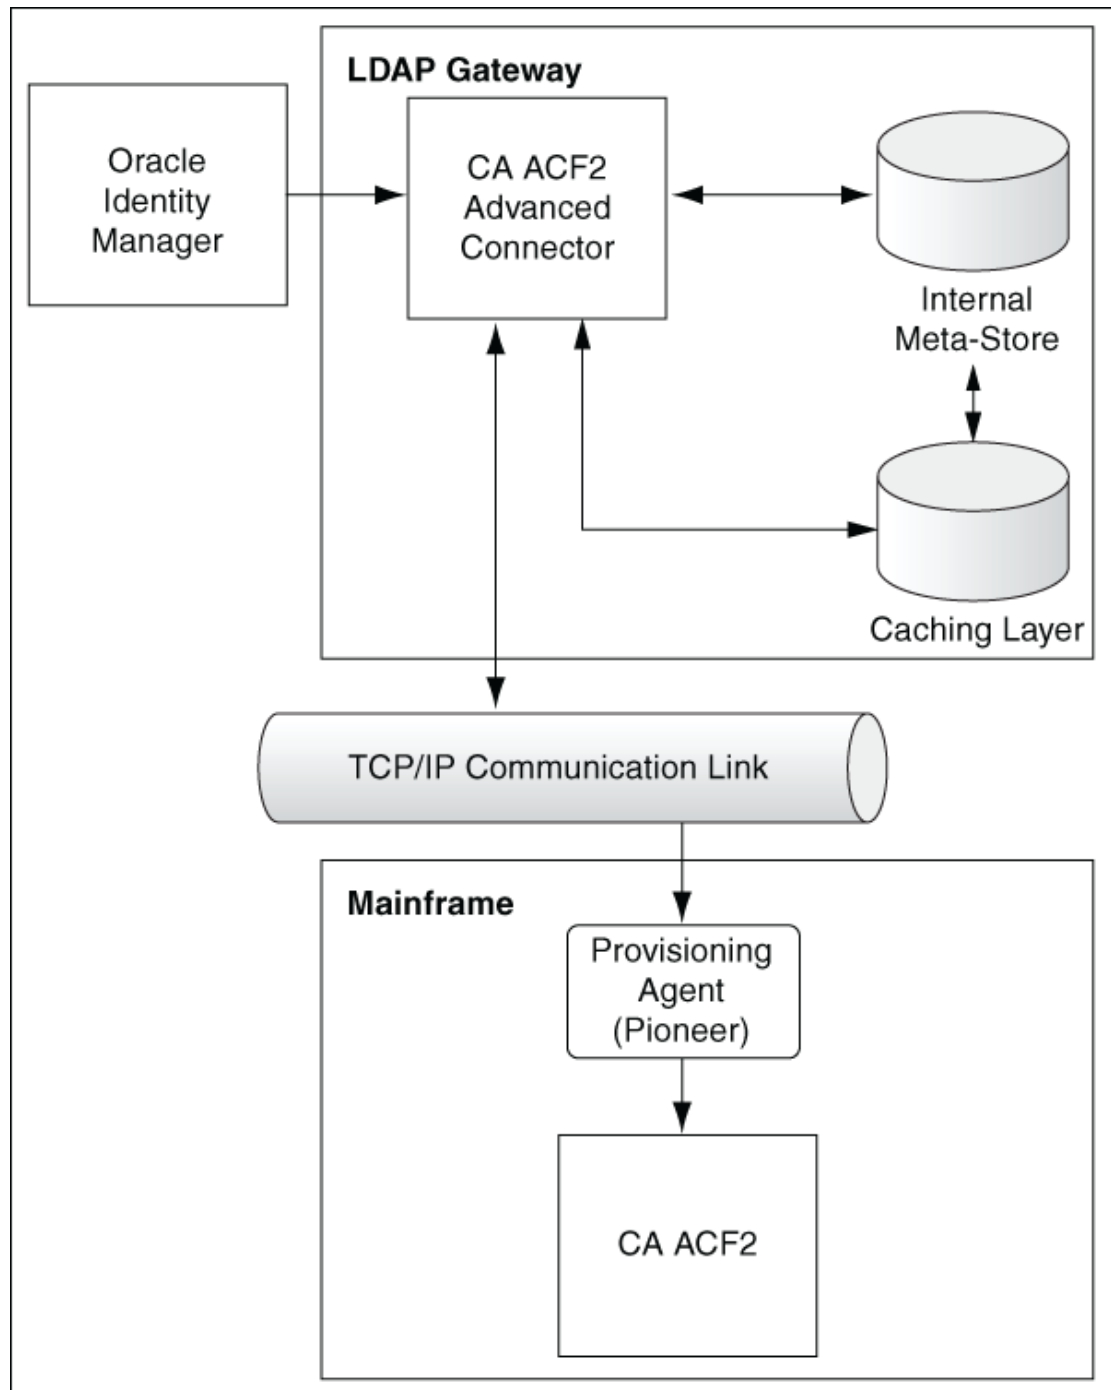 LDAP Gateway
Oracle
Identity
Manager
CA ACF2
Advanced
Connector
Internal
Meta-Store
Caching Layer
TCP/IP Communication Link
Mainframe
Provisioning
Agent
(Pioneer)
CA ACF2